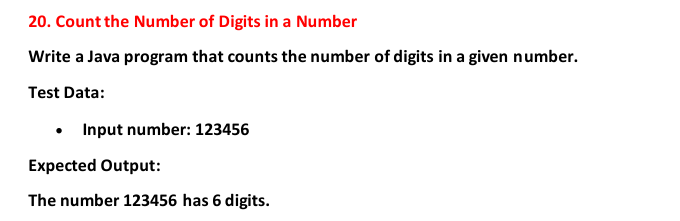 20. Count the Number of Digits in a Number
Write a Java program that counts the number of digits in a given number.
Test Data:
• Input number: 123456
Expected Output:
The number 123456 has 6 digits.